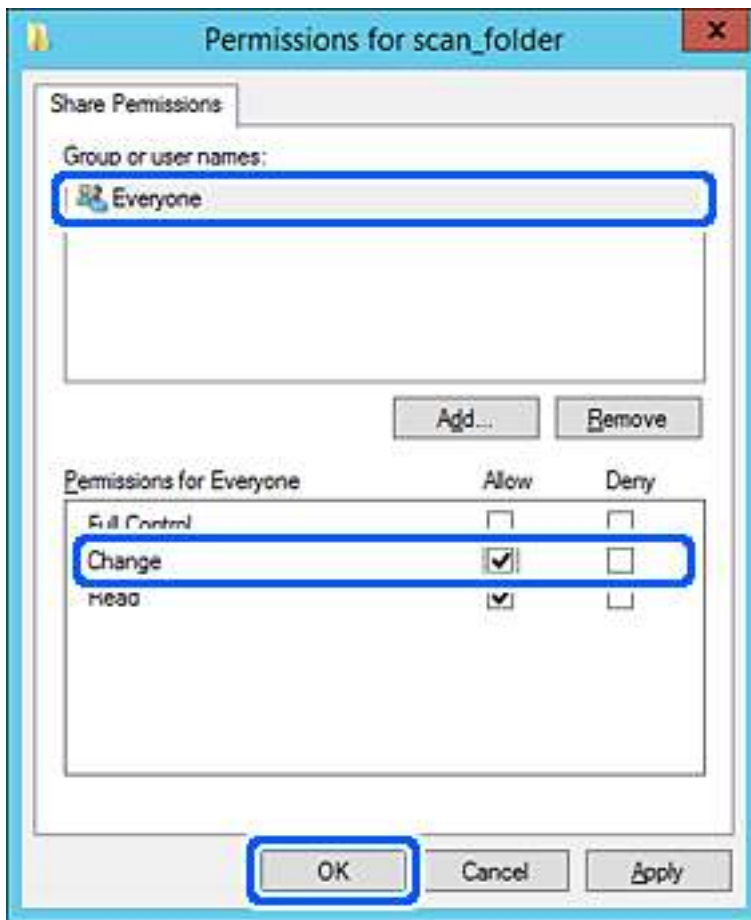 Permissions for scan_folder
x
Share Permissions
Group or user names:
Everyone
Add...
Remove
Permissions for Everyone Allow Deny
Full Control
Change
Read
OK
Cancel
Apply